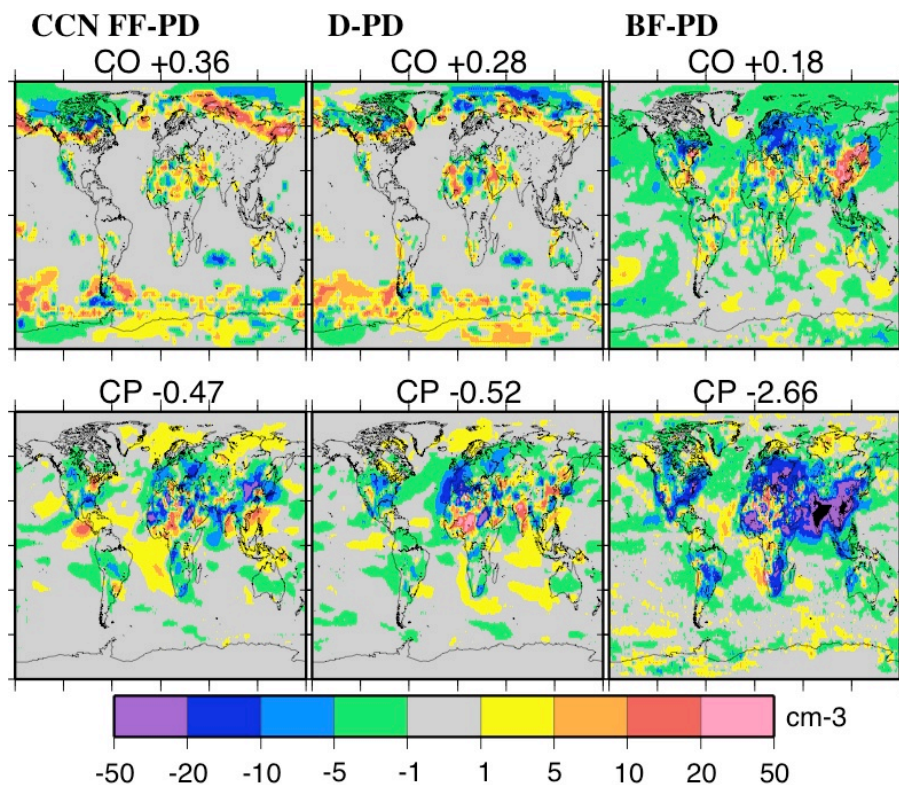 CCN FF-PD D-PD BF-PD
CO +0.36 CO +0.28 CO +0.18
CP -0.47 CP -0.52 CP -2.66
cm-3
-50 -20 -10 -5 -1 1 5 10 20 50